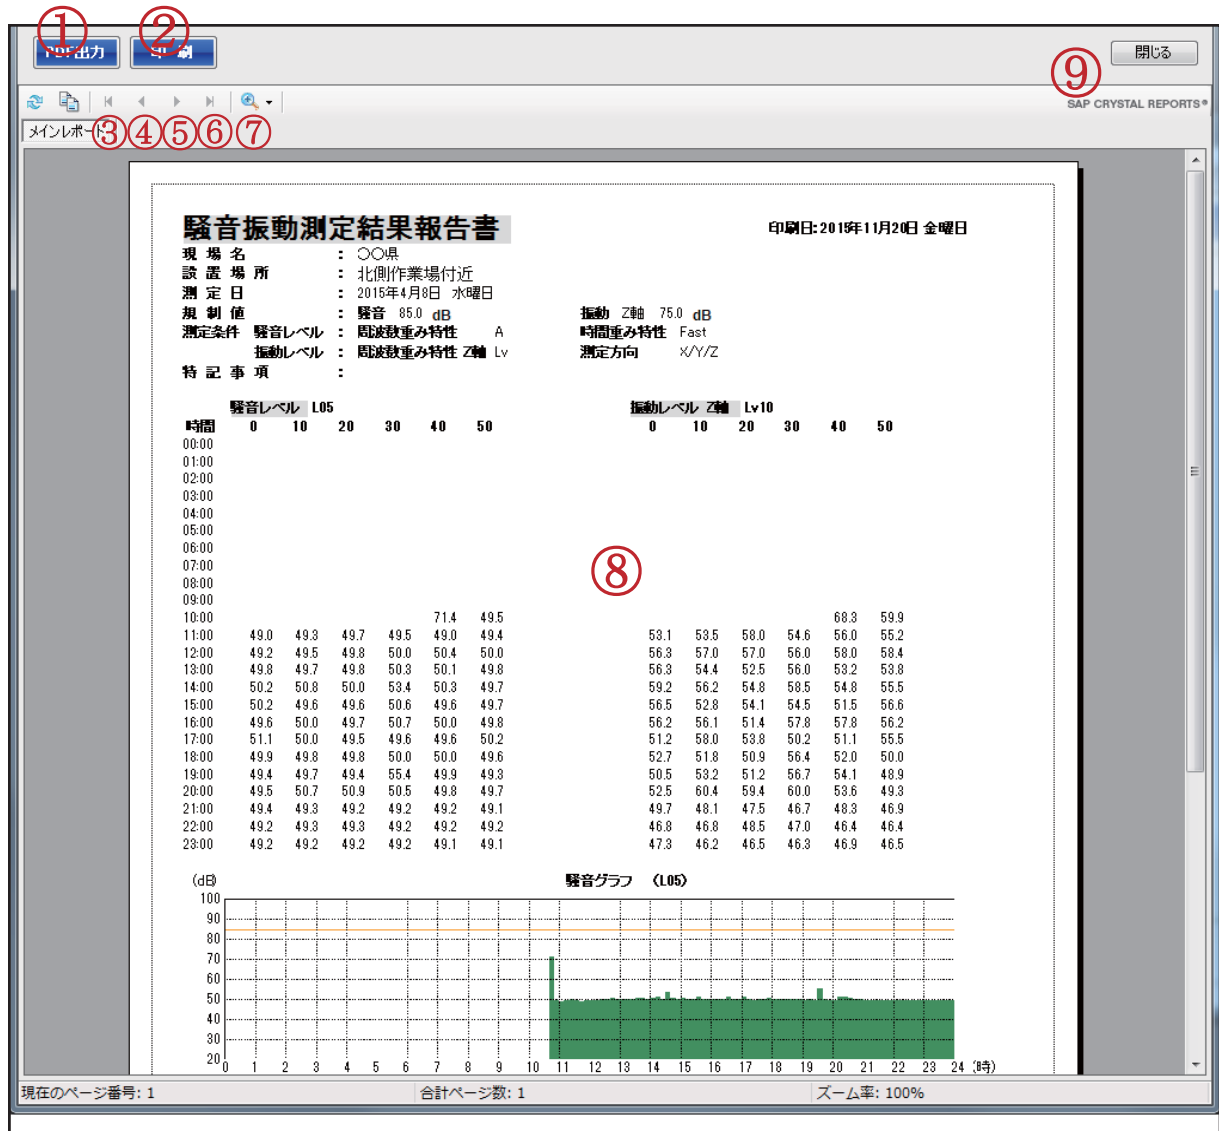 ① ②
PDF出力 印 刷 閉じる
⑨
SAP CRYSTAL REPORTS®
メインレポート ③ ④ ⑤ ⑥ ⑦
騒音振動測定結果報告書 印刷日:2015年11月20日 金曜日
現 場 名 : 〇〇県
設 置 場 所 : 北側作業場付近
測 定 日 : 2015年4月8日 水曜日
規 制 値 : 騒音 85.0 dB 振動 Z軸 75.0 dB
測定条件 騒音レベル : 周波数重み特性 A 時間重み特性 Fast
振動レベル : 周波数重み特性 Z軸 Lv 測定方向 X/Y/Z
特 記 事 項 :
騒音レベル L05 振動レベル Z軸 Lv10
時間 0 10 20 30 40 50 0 10 20 30 40 50
00:00
01:00
02:00
03:00
04:00
05:00
06:00
07:00
⑧
08:00
09:00
10:00 71.4 49.5 68.3 59.9
11:00 49.0 49.3 49.7 49.5 49.0 49.4 53.1 53.5 58.0 54.6 56.0 55.2
12:00 49.2 49.5 49.8 50.0 50.4 50.0 56.3 57.0 57.0 56.0 58.0 58.4
13:00 49.8 49.7 49.8 50.3 50.1 49.8 56.3 54.4 52.5 56.0 53.2 53.8
14:00 50.2 50.8 50.0 53.4 50.3 49.7 59.2 56.2 54.8 58.5 54.8 55.5
15:00 50.2 49.6 49.6 50.6 49.6 49.7 56.5 52.8 54.1 54.5 51.5 56.6
16:00 49.6 50.0 49.7 50.7 50.0 49.8 56.2 56.1 51.4 57.8 57.8 56.2
17:00 51.1 50.0 49.5 49.6 49.6 50.2 51.2 58.0 53.8 50.2 51.1 55.5
18:00 49.9 49.8 49.8 50.0 50.0 49.6 52.7 51.8 50.9 56.4 52.0 50.0
19:00 49.4 49.7 49.4 55.4 49.9 49.3 50.5 53.2 51.2 56.7 54.1 48.9
20:00 49.5 50.7 50.9 50.5 49.8 49.7 52.5 60.4 59.4 60.0 53.6 49.3
21:00 49.4 49.3 49.2 49.2 49.2 49.1 49.7 48.1 47.5 46.7 48.3 46.9
22:00 49.2 49.3 49.3 49.2 49.2 49.2 46.8 46.8 48.5 47.0 46.4 46.4
23:00 49.2 49.2 49.2 49.2 49.1 49.1 47.3 46.2 46.5 46.3 46.9 46.5
(dB) 騒音グラフ (L05)
100
90
80
70
60
50
40
30
20
0 1 2 3 4 5 6 7 8 9 10 11 12 13 14 15 16 17 18 19 20 21 22 23 24 (時)
現在のページ番号: 1 合計ページ数: 1 ズーム率: 100%